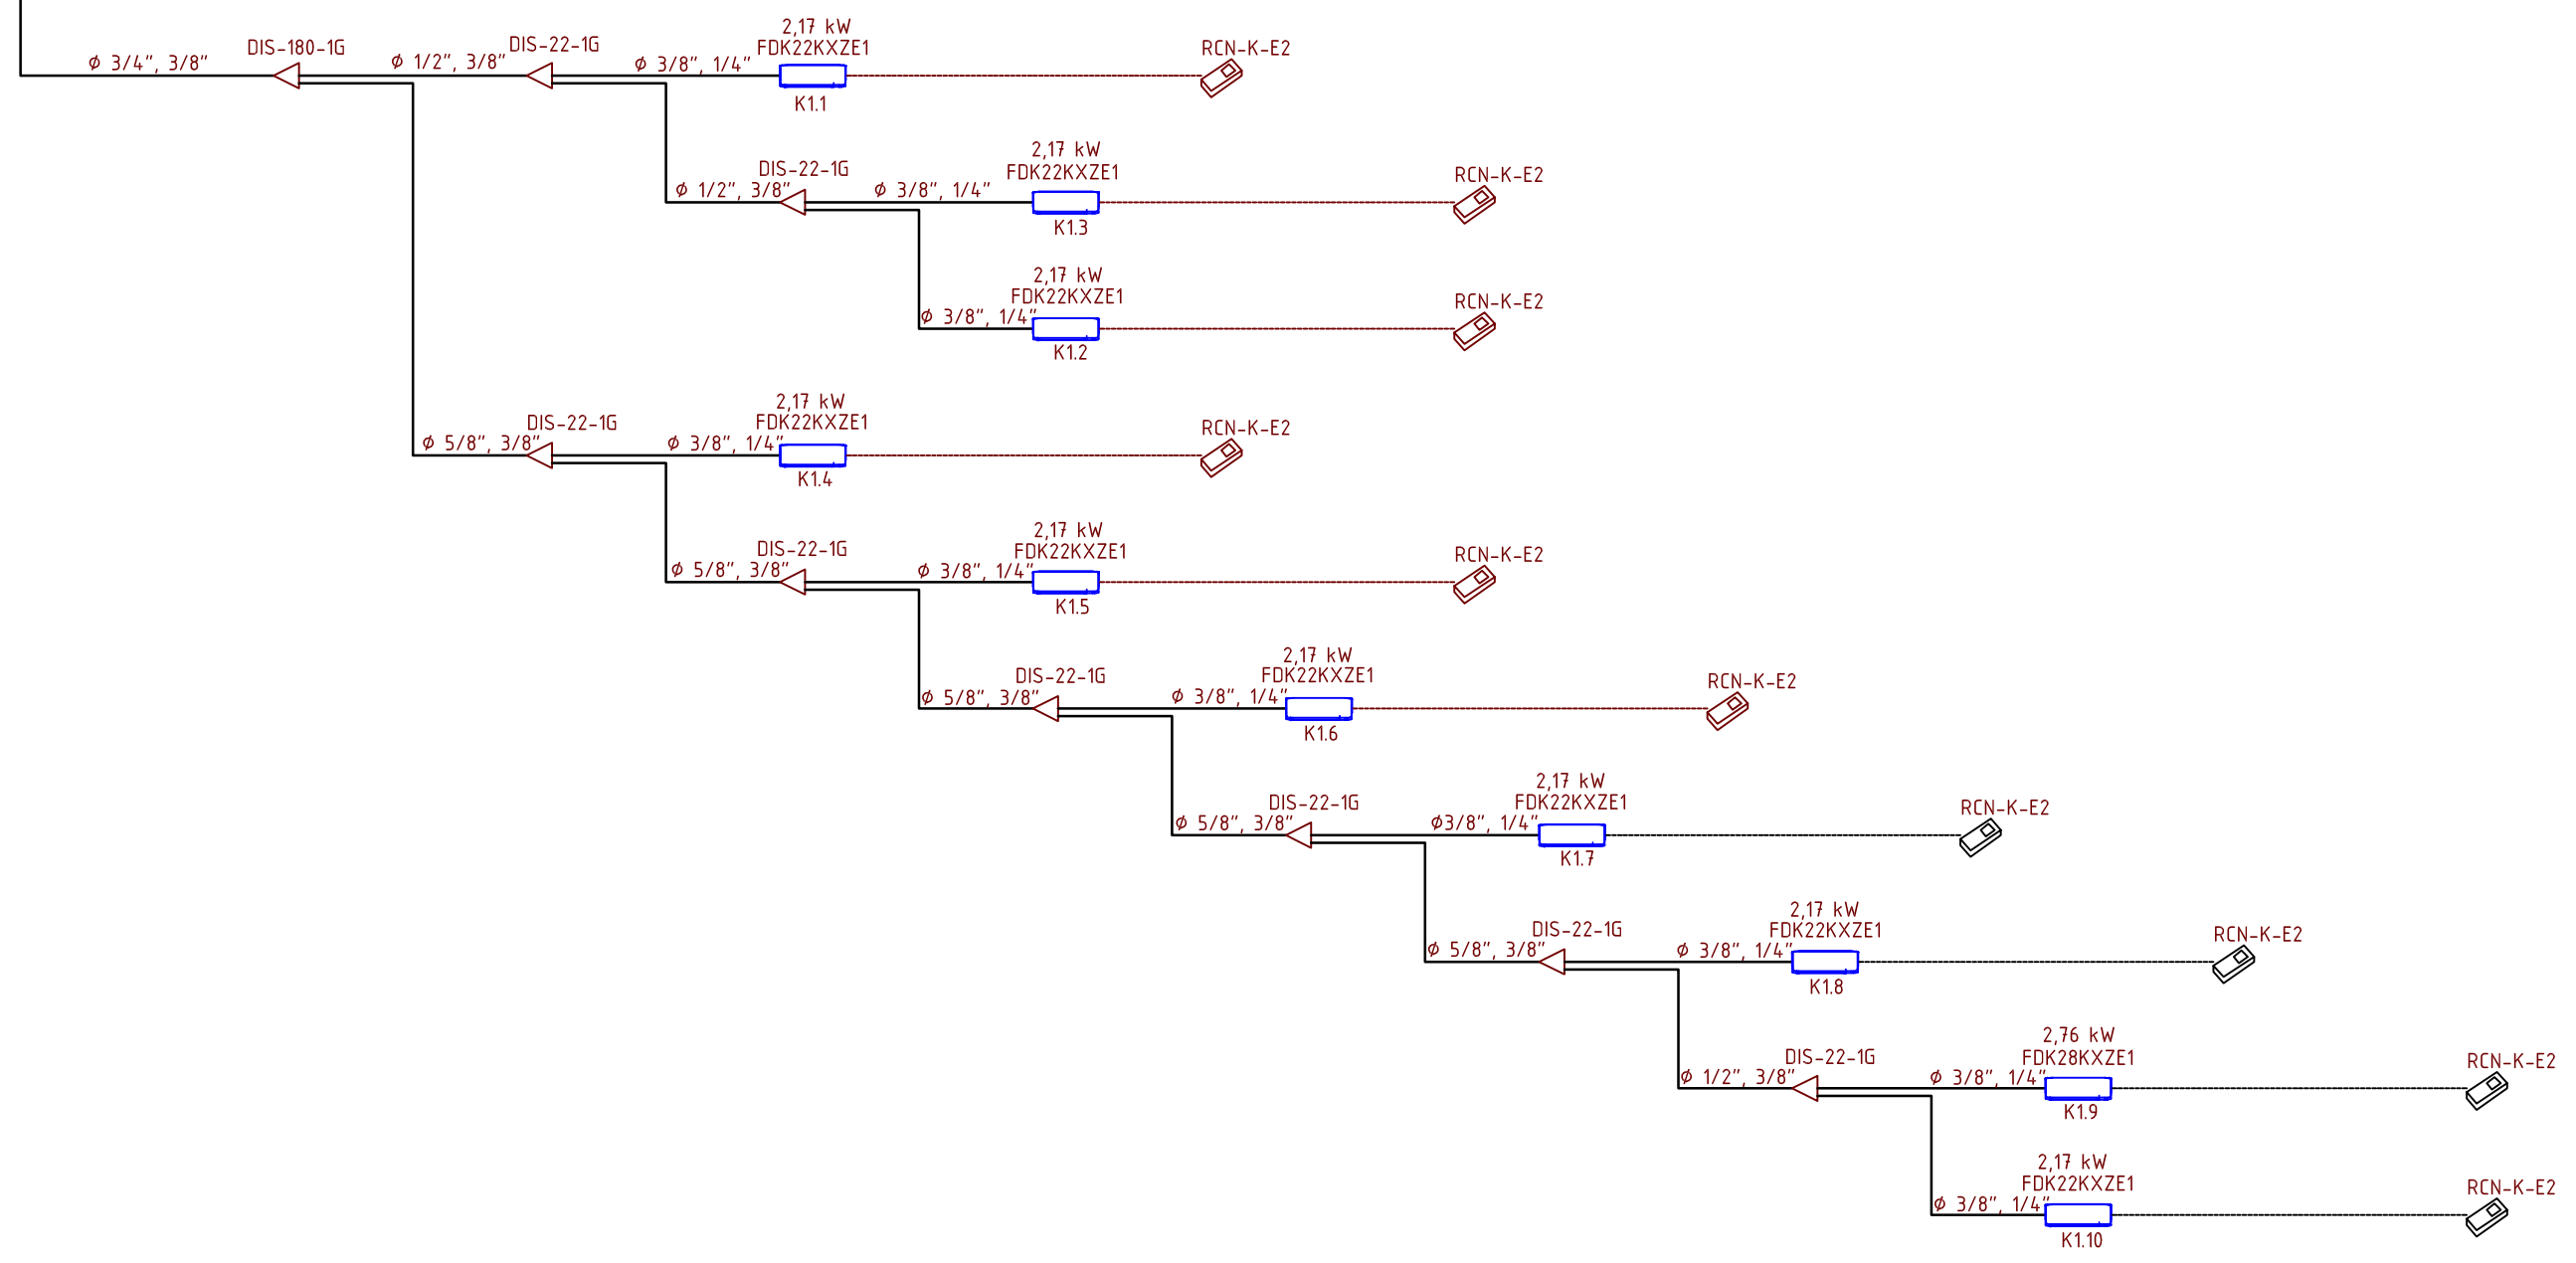 2,17 kW
DIS-180-1G
DIS-22-1G
FDK22KXZE1
RCN-K-E2
Ø 3/4", 3/8"
Ø 1/2", 3/8"
Ø 3/8", 1/4"
K1.1
2,17 kW
DIS-22-1G
FDK22KXZE1
RCN-K-E2
Ø 1/2", 3/8"
Ø 3/8", 1/4"
K1.3
2,17 kW
FDK22KXZE1
RCN-K-E2
Ø 3/8", 1/4"
K1.2
2,17 kW
DIS-22-1G
FDK22KXZE1
RCN-K-E2
Ø 5/8", 3/8"
Ø 3/8", 1/4"
K1.4
2,17 kW
DIS-22-1G
FDK22KXZE1
RCN-K-E2
Ø 5/8", 3/8"
Ø 3/8", 1/4"
K1.5
2,17 kW
DIS-22-1G
FDK22KXZE1
RCN-K-E2
Ø 5/8", 3/8"
Ø 3/8", 1/4"
K1.6
2,17 kW
DIS-22-1G
FDK22KXZE1
RCN-K-E2
Ø 5/8", 3/8"
Ø3/8", 1/4"
K1.7
2,17 kW
DIS-22-1G
FDK22KXZE1
RCN-K-E2
Ø 5/8", 3/8"
Ø 3/8", 1/4"
K1.8
2,76 kW
DIS-22-1G
FDK28KXZE1
RCN-K-E2
Ø 1/2", 3/8"
Ø 3/8", 1/4"
K1.9
2,17 kW
FDK22KXZE1
RCN-K-E2
Ø 3/8", 1/4"
K1.10